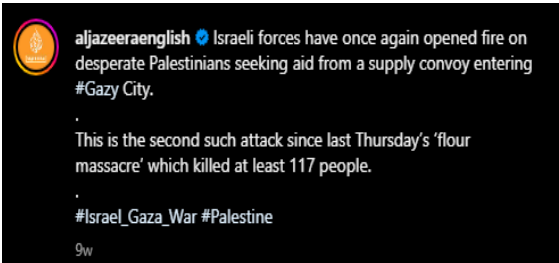 aljazeeraenglish Israeli forces have once again opened fire on
desperate Palestinians seeking aid from a supply convoy entering
#Gazy City.
.
This is the second such attack since last Thursday's 'flour
massacre' which killed at least 117 people.
.
#Israel_Gaza_War #Palestine
9w